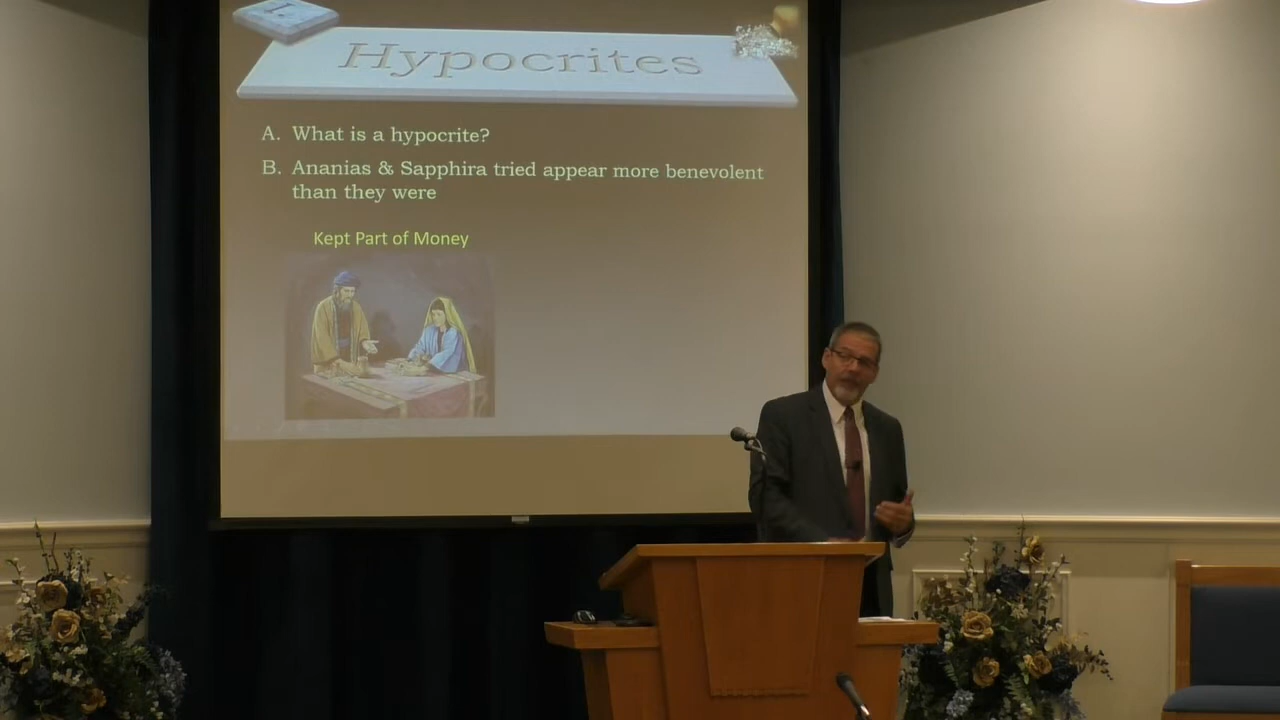 I.
Hypocrites
A. What is a hypocrite?
B. Ananias & Sapphira tried appear more benevolent
than they were
Kept Part of Money